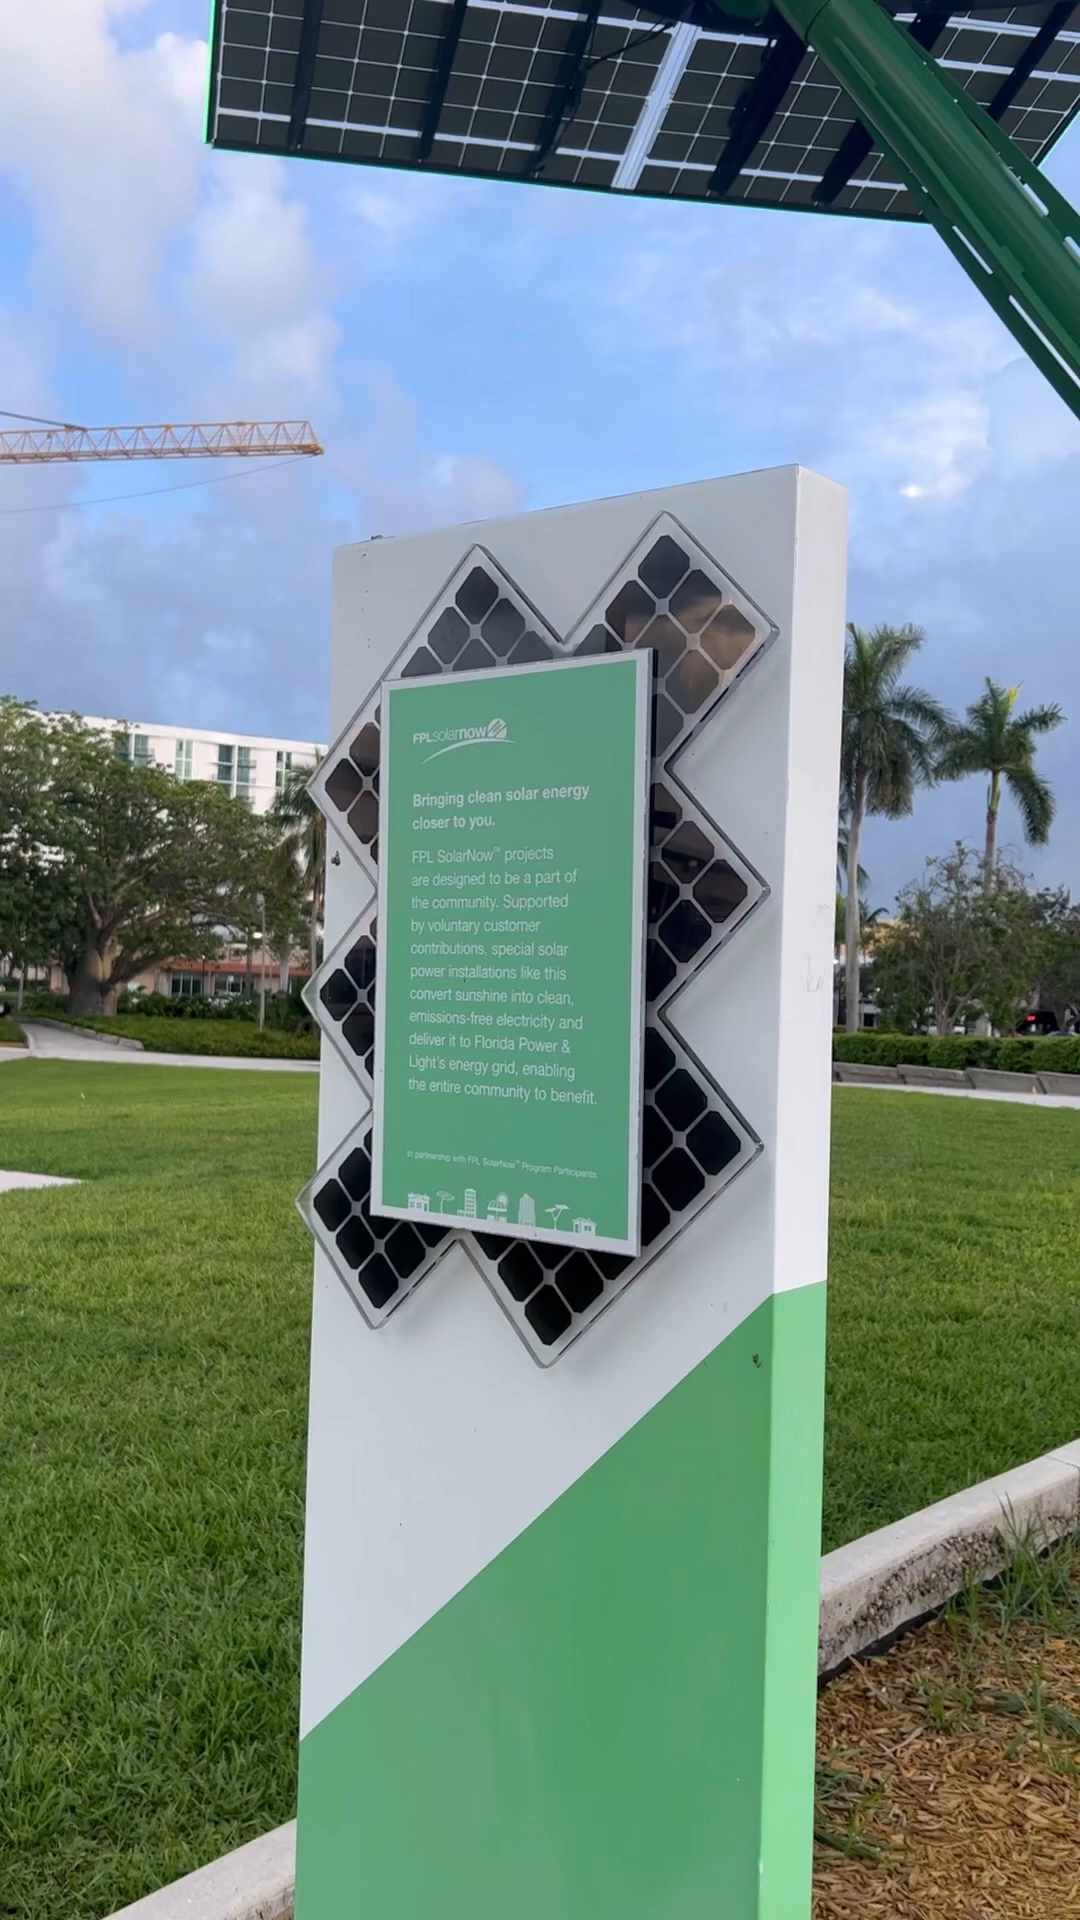 FPLsolarnow
Bringing clean solar energy
closer to you.
FPL SolarNow™ projects
are designed to be a part of
the community. Supported
by voluntary customer
contributions, special solar
power installations like this
convert sunshine into clean,
emissions-free electricity and
deliver it to Florida Power &
Light's energy grid, enabling
the entire community to benefit.
In partnership with FPL SolarNow™ Program Participants.